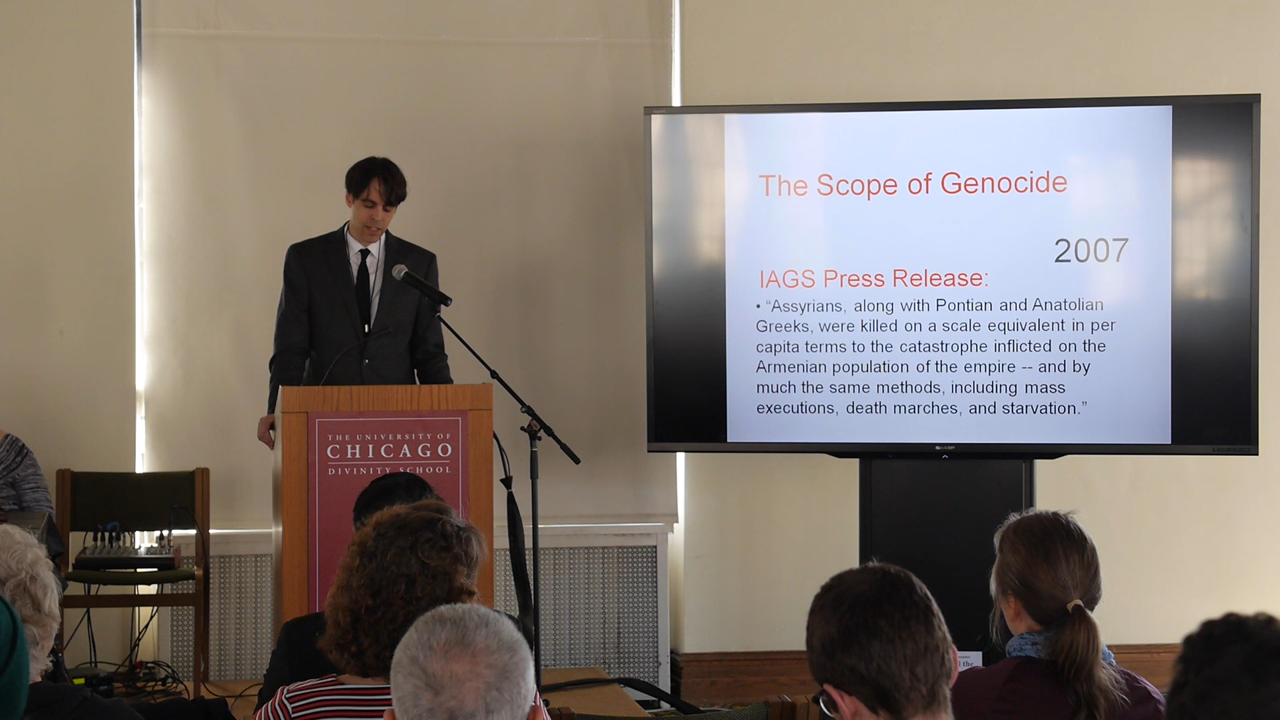 The Scope of Genocide
2007
IAGS Press Release:
• “Assyrians, along with Pontian and Anatolian
Greeks, were killed on a scale equivalent in per
capita terms to the catastrophe inflicted on the
Armenian population of the empire -- and by
much the same methods, including mass
executions, death marches, and starvation.”
SHARP
THE UNIVERSITY OF
CHICAGO
DIVINITY SCHOOL